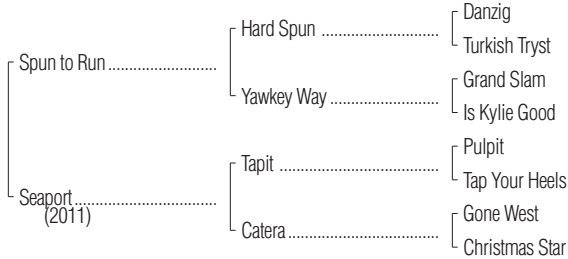 Danzig
Hard Spun ............................
Turkish Tryst
Spun to Run ..........................
Grand Slam
Yawkey Way ..........................
Is Kylie Good
Pulpit
Tapit ......................................
Tap Your Heels
Seaport ..................................
(2011)
Gone West
Catera ....................................
Christmas Star